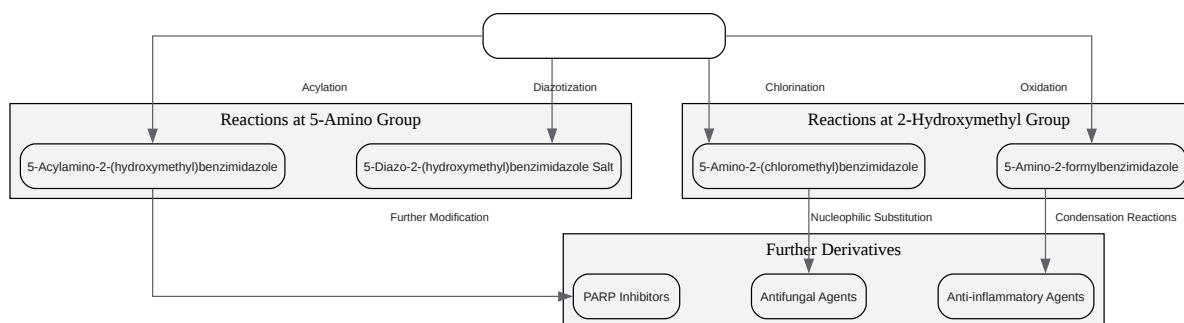 Acylation
Diazotization
Chlorination
Oxidation
Reactions at 5-Amino Group
Reactions at 2-Hydroxymethyl Group
5-Acylamino-2-(hydroxymethyl)benzimidazole
5-Diazo-2-(hydroxymethyl)benzimidazole Salt
5-Amino-2-(chloromethyl)benzimidazole
5-Amino-2-formylbenzimidazole
Further Modification
Nucleophilic Substitution
Condensation Reactions
Further Derivatives
PARP Inhibitors
Antifungal Agents
Anti-inflammatory Agents